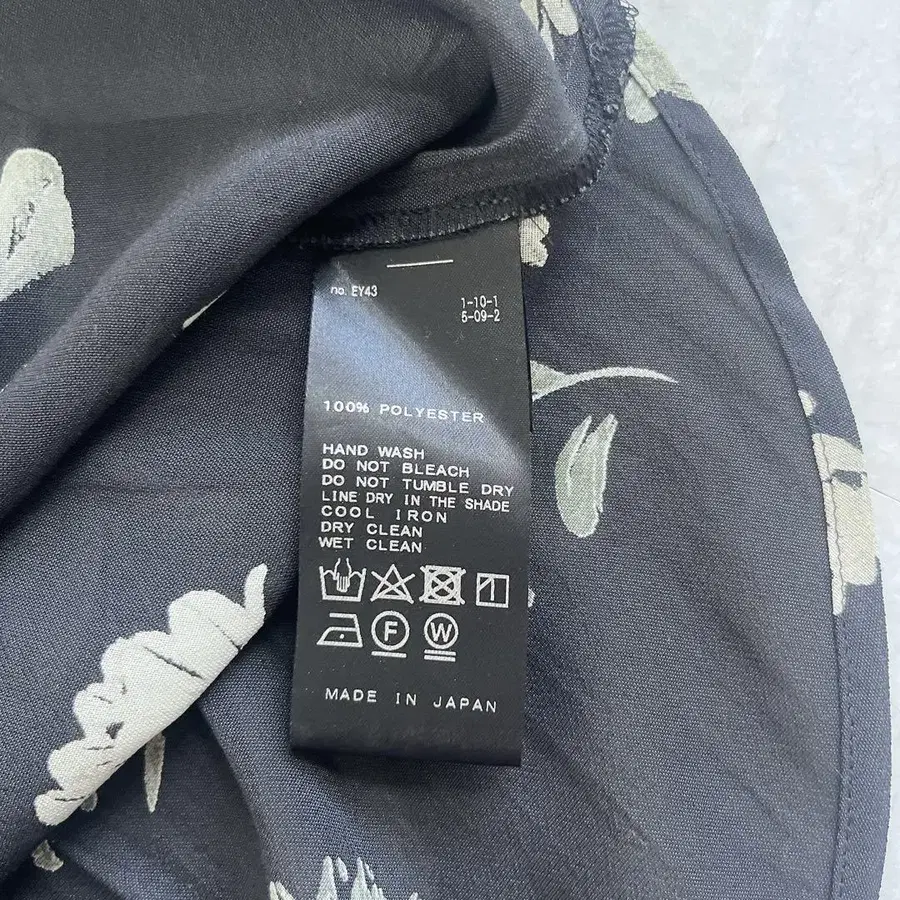 no. EY43
1-10-1
5-09-2
100% POLYESTER
HAND WASH
DO NOT BLEACH
DO NOT TUMBLE DRY
LINE DRY IN THE SHADE
COOL IRON
DRY CLEAN
WET CLEAN
F W
MADE IN JAPAN